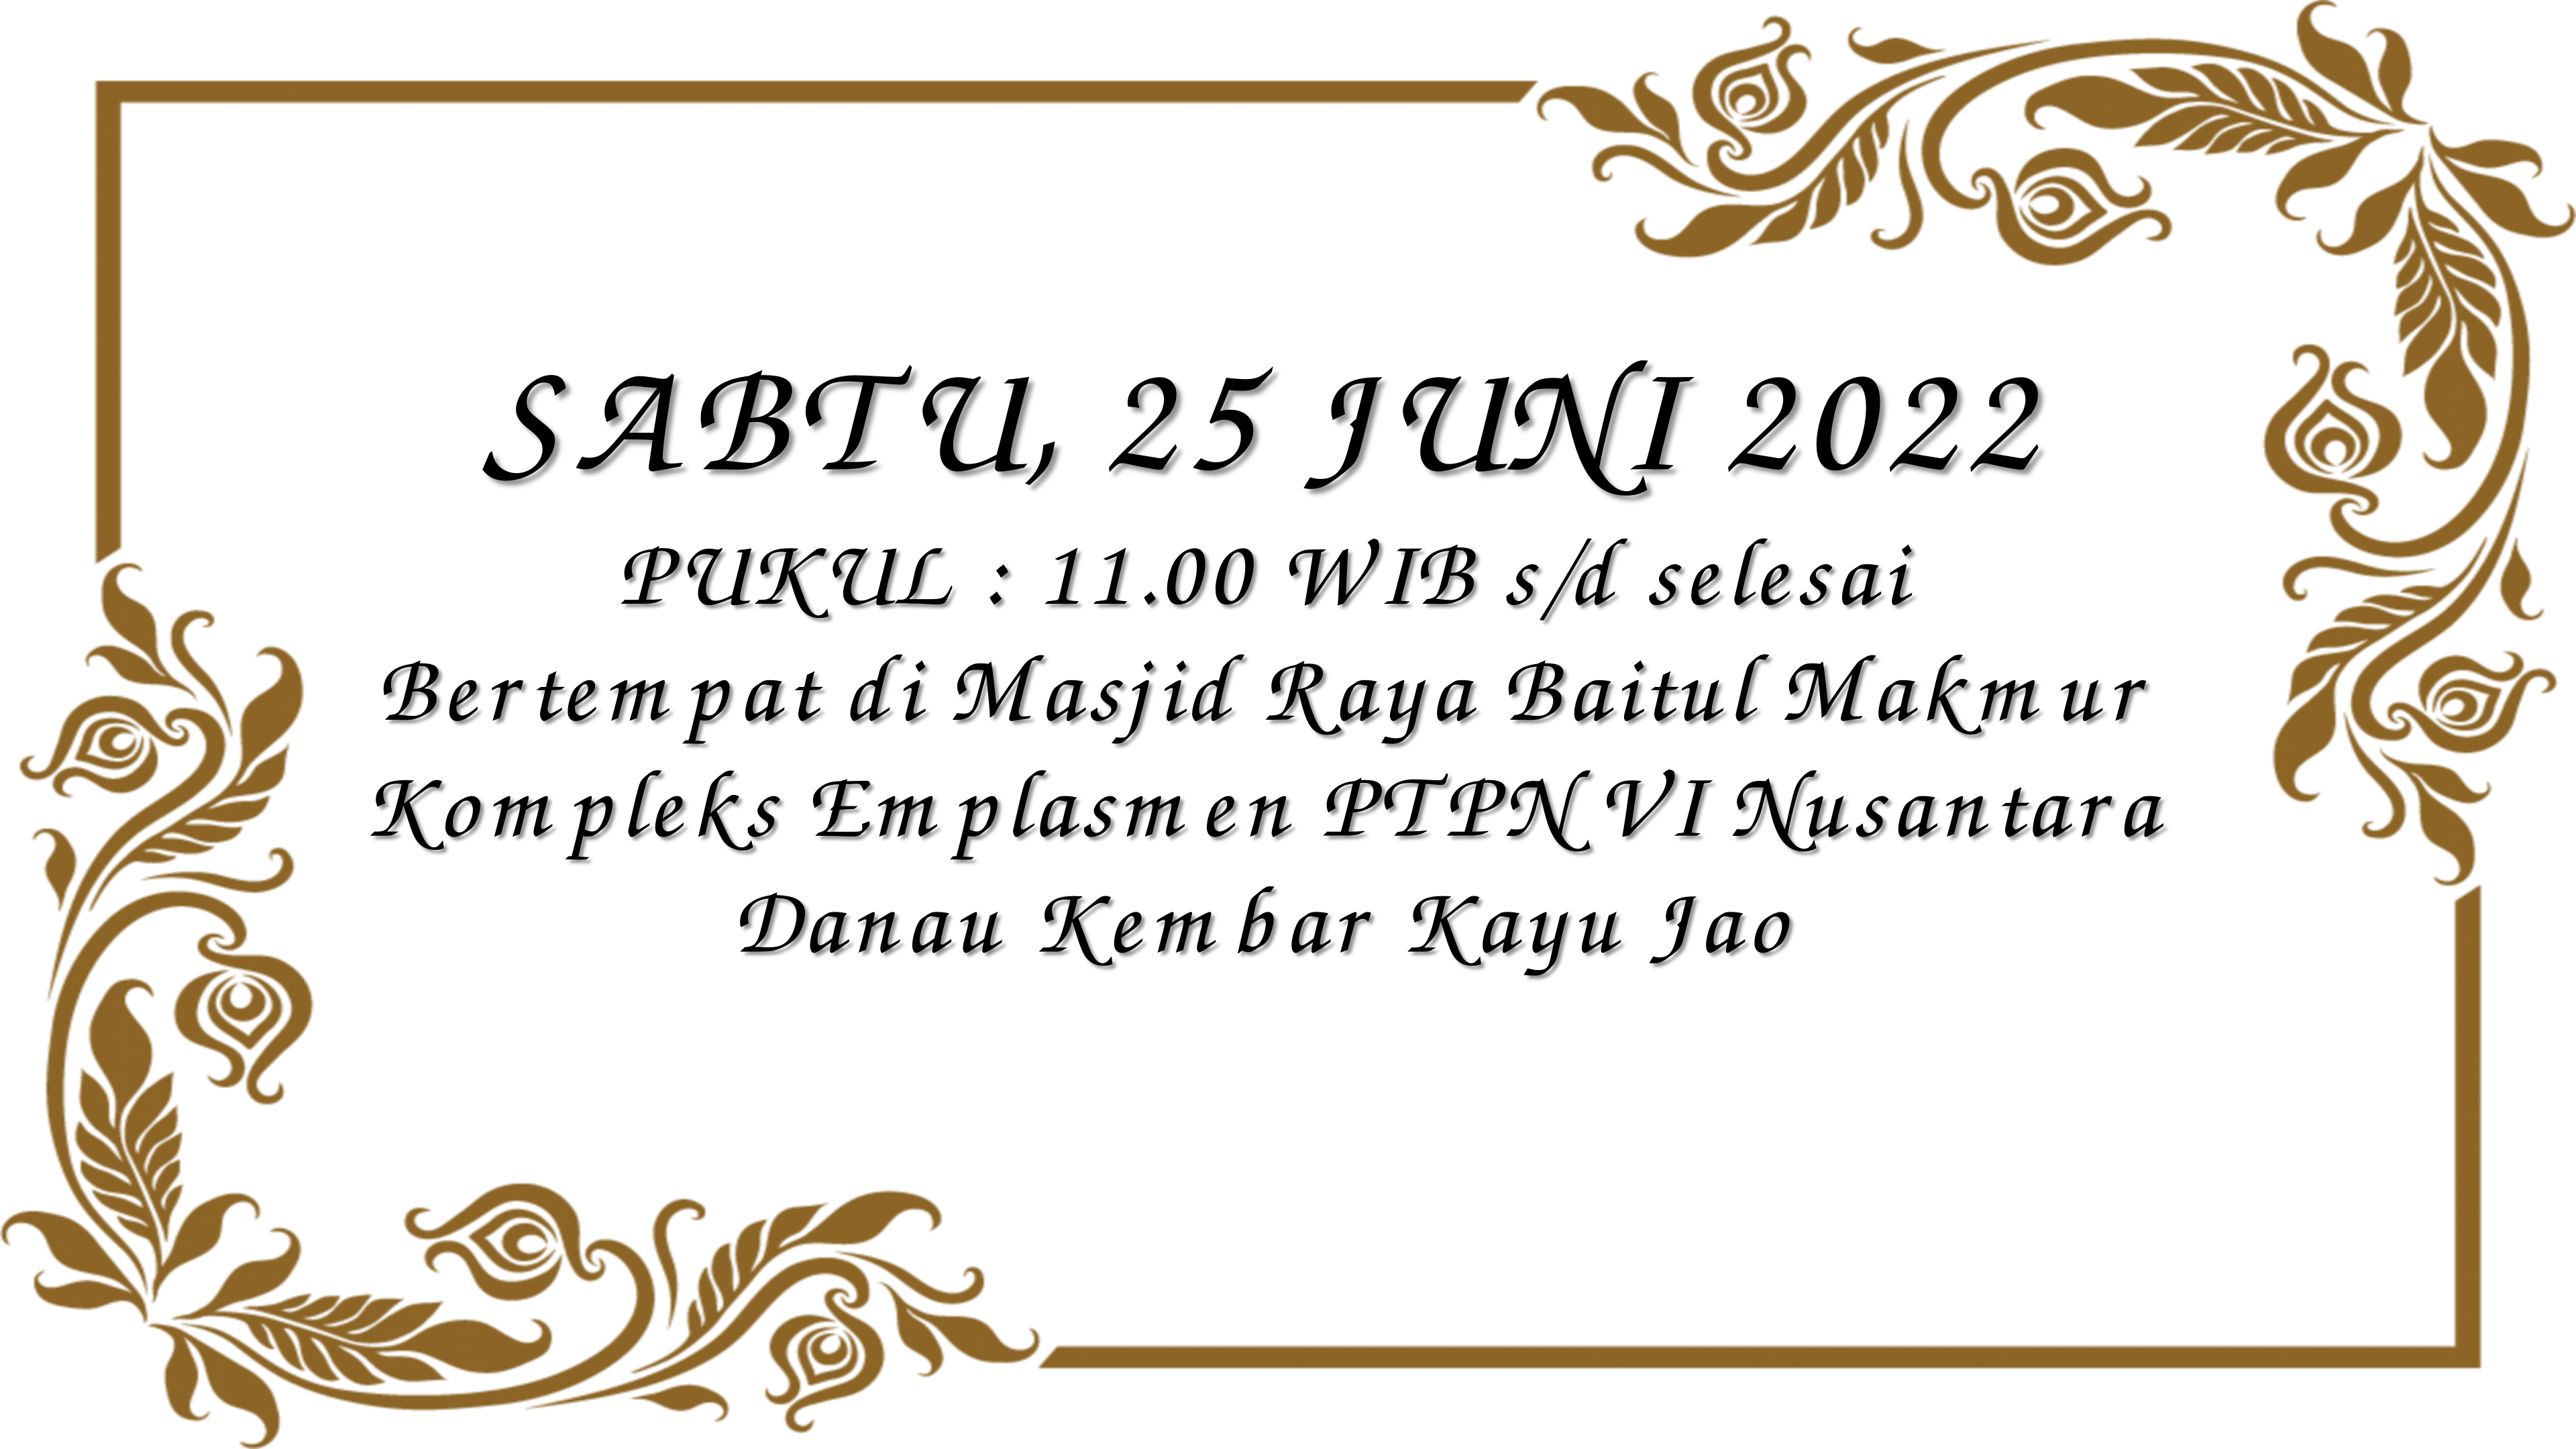 SABTU, 25 JUNI 2022
PUKUL : 11.00 WIB s/d selesai
Bertempat di Masjid Raya Baitul Makmur
Kompleks Emplasmen PTPN VI Nusantara
Danau Kembar Kayu Jao